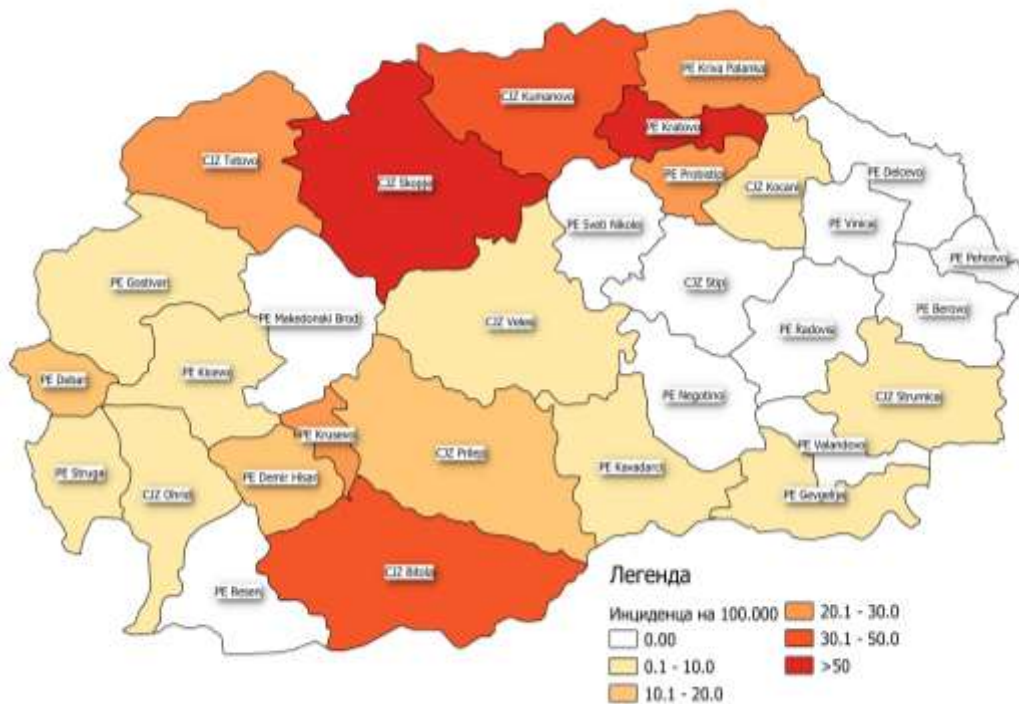 PE Kriva Palanka
CJZ Kumanovo
PE Kratovo
CJZ Tetovo
CJZ Skopje
PE Probistip
CJZ Kocani
PE Delcevo
PE Sveti Nikole
PE Vinica
PE Pehcevo
PE Gostivar
CJZ Stip
PE Berovo
PE Makedonski Brod
CJZ Veles
PE Radovis
PE Debar
PE Kicevo
PE Negotino
CJZ Strumica
PE Krusevo
PE Valandovo
CJZ Prilep
PE Struga
PE Demir Hisar
PE Kavadarci
CJZ Ohrid
PE Gevgelija
CJZ Bitola
PE Resen
Легенда
Инциденца на 100.000
0.00
0.1 - 10.0
10.1 - 20.0
20.1 - 30.0
30.1 - 50.0
>50